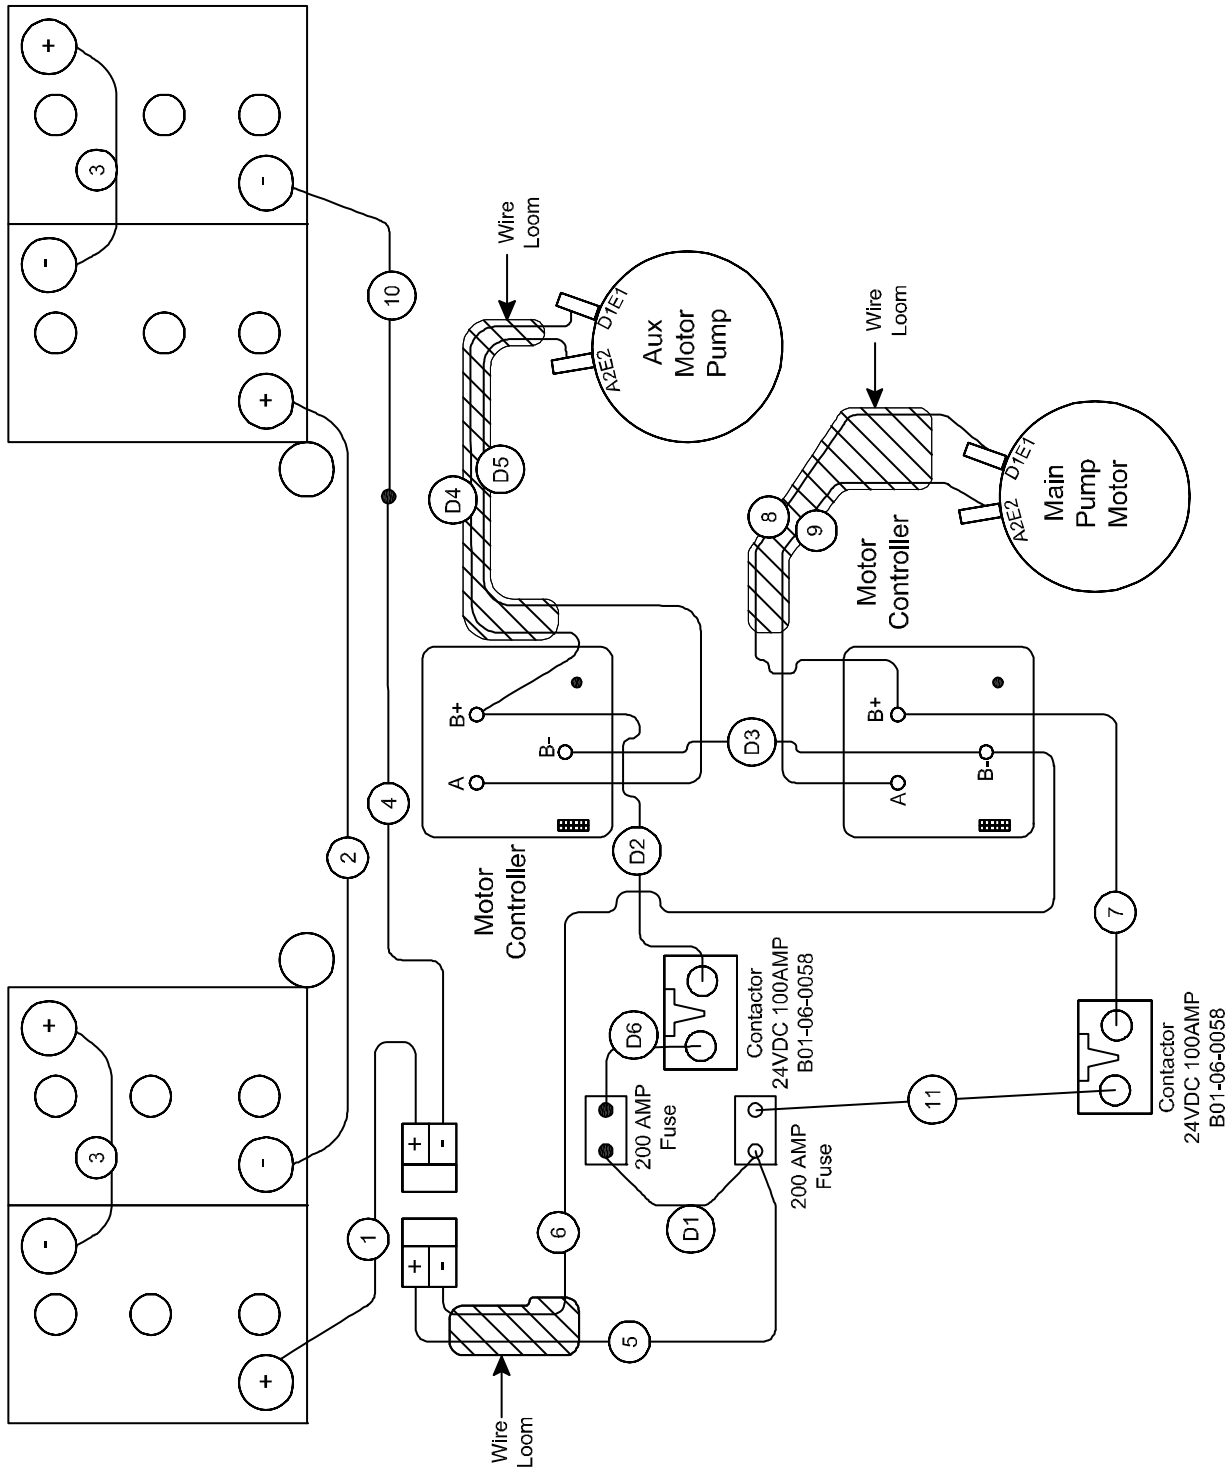 +
3
-
-
+
10
2
4
+
3
-
-
+
1
+
-
+
-
Wire
Loom
D1E1
A2E2
Aux
Motor
Pump
D4
D5
Wire
Loom
D1E1
A2E2
Main
Pump
Motor
8
9
Motor
Controller
B+
B-
A
Motor
Controller
B+
B-
A
D3
D2
7
Contactor
24VDC 100AMP
B01-06-0058
D6
200 AMP
Fuse
200 AMP
Fuse
D1
11
Contactor
24VDC 100AMP
B01-06-0058
6
5
Wire
Loom